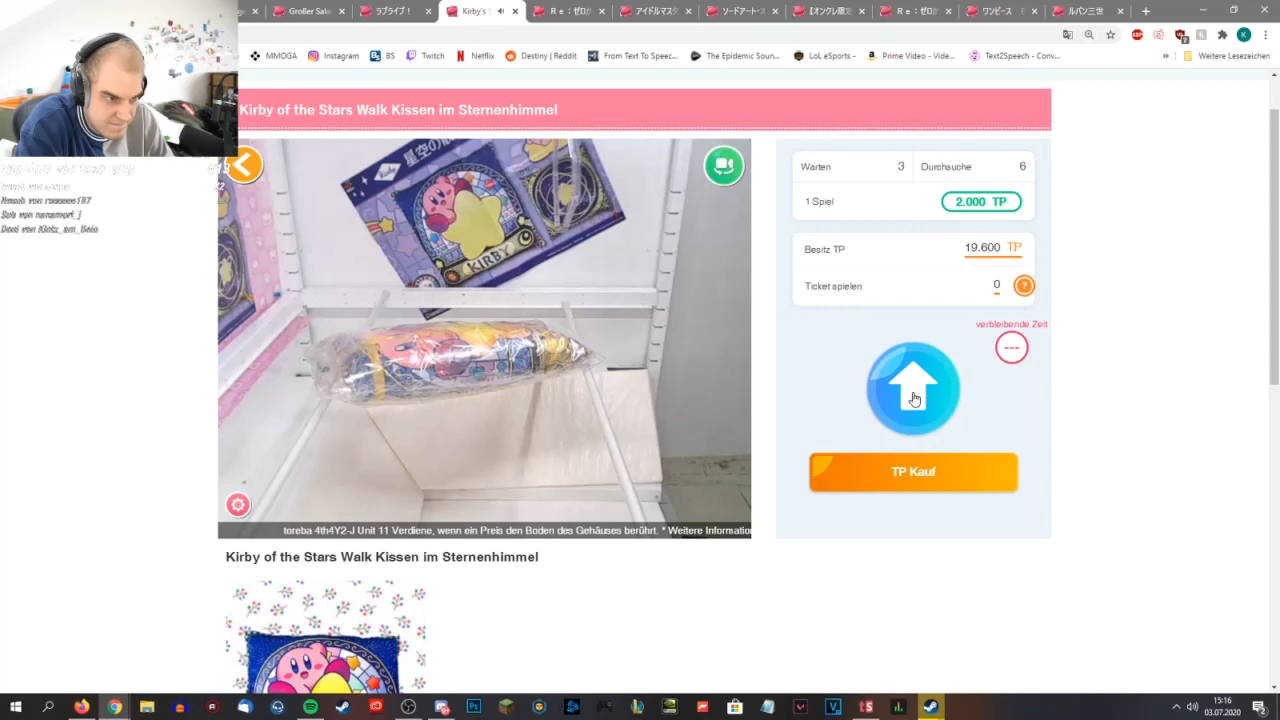 Großer Sale
ラブライブ！
Kirby's S
Ｒｅ：ゼロか
アイドルマス
ソードアート・
【オンクレ限定
Ｒｅ：ゼロか
ワンピース
ルパン三世
MMOGA
Instagram
BS
Twitch
Netflix
Destiny | Reddit
From Text To Speec...
The Epidemic Soun...
LoL eSports -
Prime Video - Vide...
Text2Speech - Conv...
Weitere Lesezeichen
Kirby of the Stars Walk Kissen im Sternenhimmel
Warten 3 Durchsuche 6
1 Spiel 2.000 TP
Besitz TP 19.600 TP
Ticket spielen 0 ?
verbleibende Zeit
---
TP Kauf
KIRBY
toreba 4th4Y2-J Unit 11 Verdiene, wenn ein Preis den Boden des Gehäuses berührt. * Weitere Informatio
Kirby of the Stars Walk Kissen im Sternenhimmel
15:16
03.07.2020